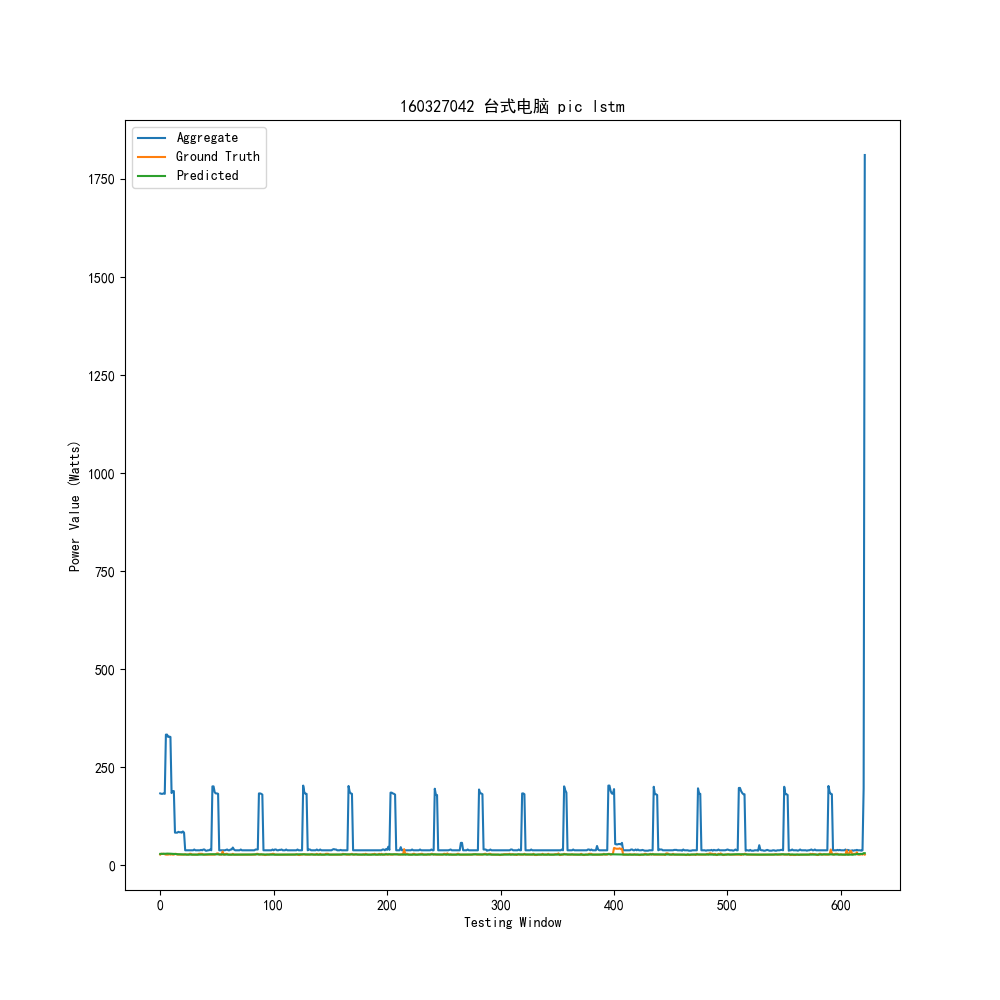 160327042 台式电脑 pic lstm
Aggregate
Ground Truth
Predicted
Power Value (Watts)
1750
1500
1250
1000
750
500
250
0
0 100 200 300 400 500 600
Testing Window